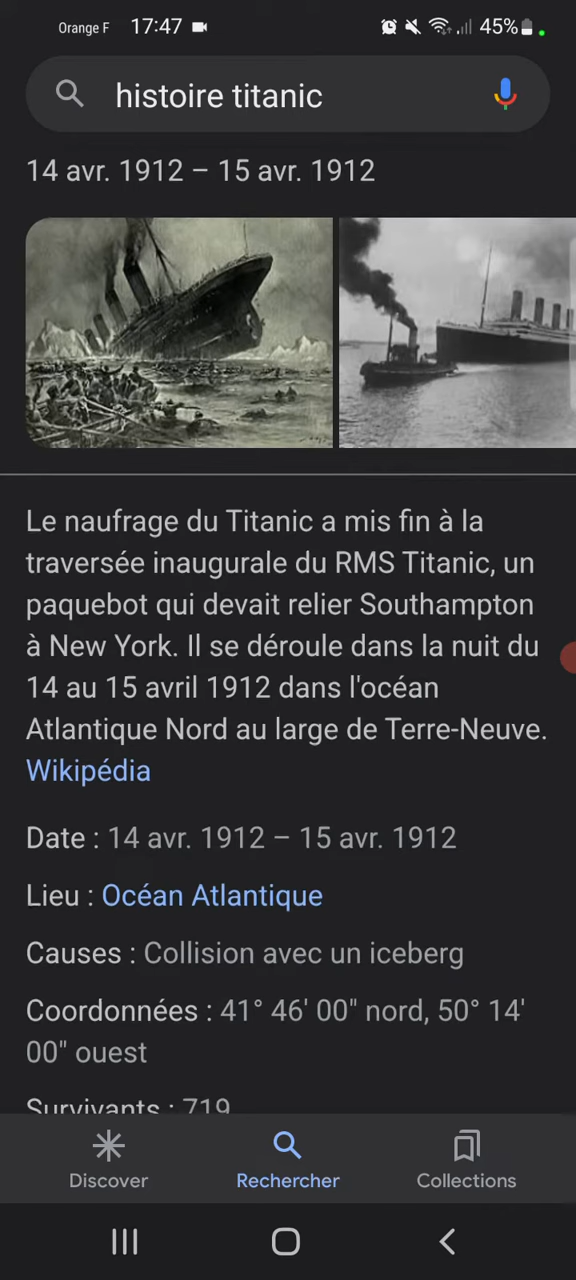 Orange F 17:47 45%
histoire titanic
14 avr. 1912 – 15 avr. 1912
Le naufrage du Titanic a mis fin à la
traversée inaugurale du RMS Titanic, un
paquebot qui devait relier Southampton
à New York. Il se déroule dans la nuit du
14 au 15 avril 1912 dans l'océan
Atlantique Nord au large de Terre-Neuve.
Wikipédia
Date : 14 avr. 1912 – 15 avr. 1912
Lieu : Océan Atlantique
Causes : Collision avec un iceberg
Coordonnées : 41° 46' 00" nord, 50° 14'
00" ouest
Survivants : 719
Discover Rechercher Collections